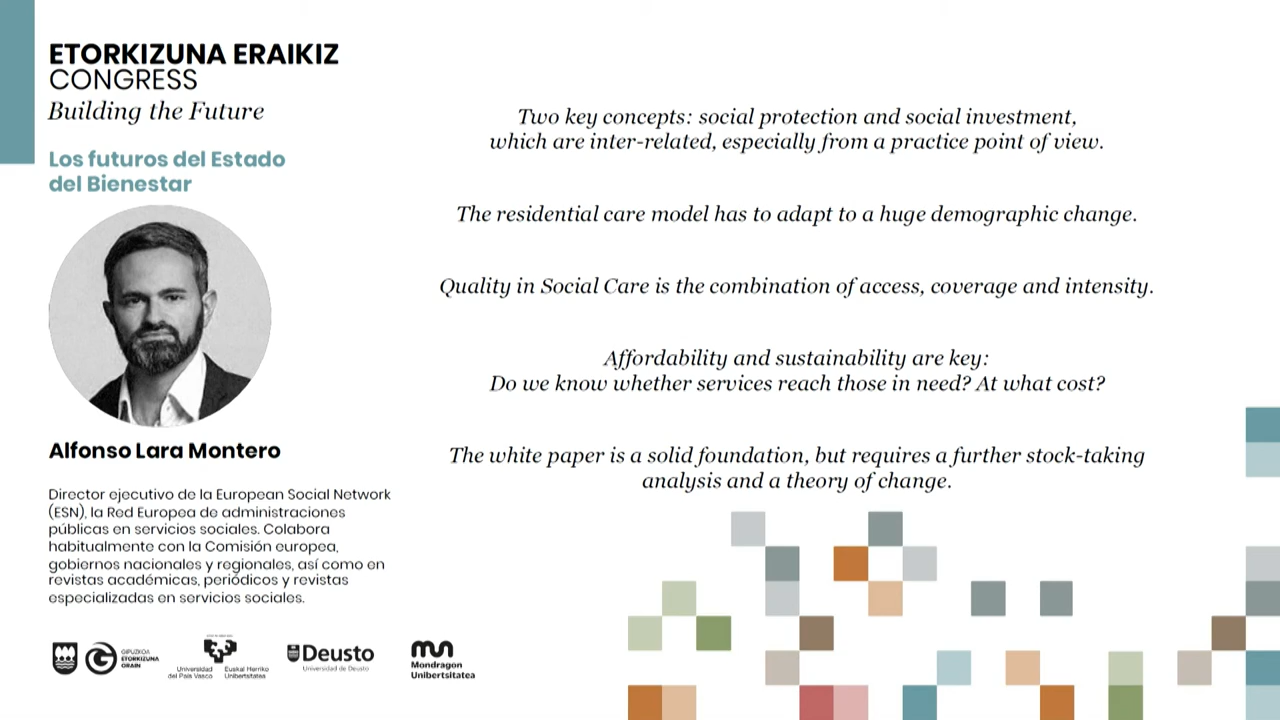 ETORKIZUNA ERAIKIZ
CONGRESS
Building the Future
Los futuros del Estado
del Bienestar
Alfonso Lara Montero
Director ejecutivo de la European Social Network
(ESN), la Red Europea de administraciones
públicas en servicios sociales. Colabora
habitualmente con la Comisión europea,
gobiernos nacionales y regionales, así como en
revistas académicas, periódicos y revistas
especializadas en servicios sociales.
Two key concepts: social protection and social investment,
which are inter-related, especially from a practice point of view.
The residential care model has to adapt to a huge demographic change.
Quality in Social Care is the combination of access, coverage and intensity.
Affordability and sustainability are key:
Do we know whether services reach those in need? At what cost?
The white paper is a solid foundation, but requires a further stock-taking
analysis and a theory of change.
GIPUZKOA
ETORKIZUNA
ORAIN
Universidad
del País Vasco
Euskal Herriko
Unibertsitatea
Deusto
Universidad de Deusto
Mondragon
Unibertsitatea